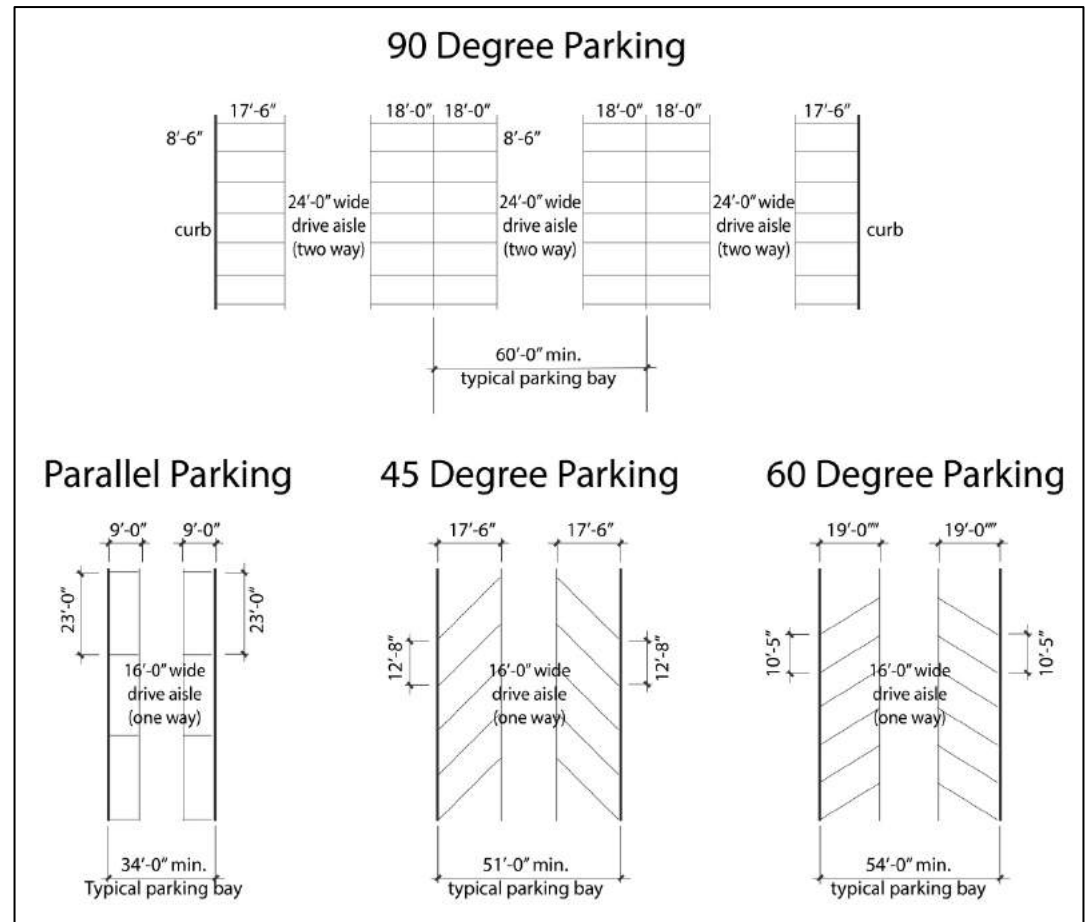 90 Degree Parking
17'-6" 18'-0" 18'-0" 18'-0" 18'-0" 17'-6"
8'-6" 8'-6"
24'-0" wide
drive aisle
(two way)
24'-0" wide
drive aisle
(two way)
24'-0" wide
drive aisle
(two way)
curb
curb
60'-0" min.
typical parking bay
Parallel Parking
9'-0" 9'-0"
23'-0"
23'-0"
16'-0" wide
drive aisle
(one way)
34'-0" min.
Typical parking bay
45 Degree Parking
17'-6" 17'-6"
12'-8"
12'-8"
16'-0" wide
drive aisle
(one way)
51'-0" min.
typical parking bay
60 Degree Parking
19'-0"" 19'-0""
10'-5"
10'-5"
16'-0" wide
drive aisle
(one way)
54'-0" min.
typical parking bay